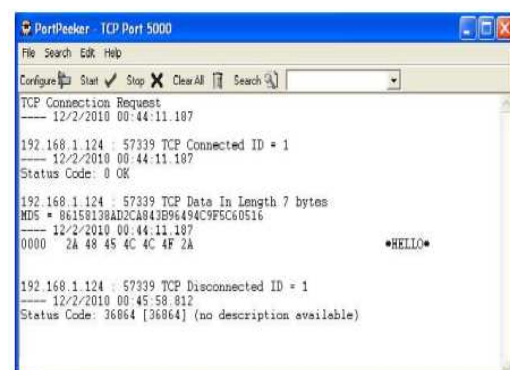 PortPeeker - TCP Port 5000
File Search Edit Help
Configure Start Stop Clear All Search
TCP Connection Request
---- 12/2/2010 00:44:11.187
192.168.1.124 : 57339 TCP Connected ID = 1
---- 12/2/2010 00:44:11.187
Status Code: 0 OK
192.168.1.124 : 57339 TCP Data In Length 7 bytes
MD5 = 86158138AD2CA843B96494C9F5C60516
---- 12/2/2010 00:44:11.187
0000 2A 48 45 4C 4C 4F 2A *HELLO*
192.168.1.124 : 57339 TCP Disconnected ID = 1
---- 12/2/2010 00:45:58.812
Status Code: 36864 [36864] (no description available)